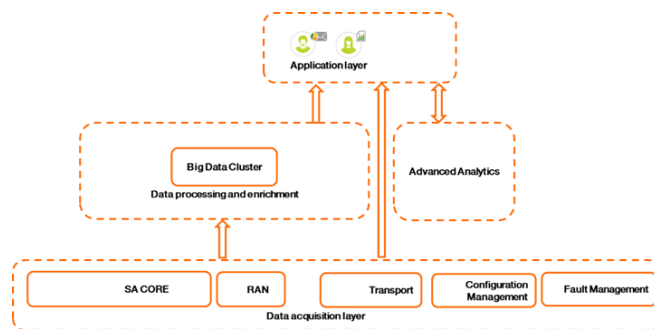 Application layer
Big Data Cluster
Data processing and enrichment
Advanced Analytics
SA CORE
RAN
Transport
Configuration
Management
Fault Management
Data acquisition layer